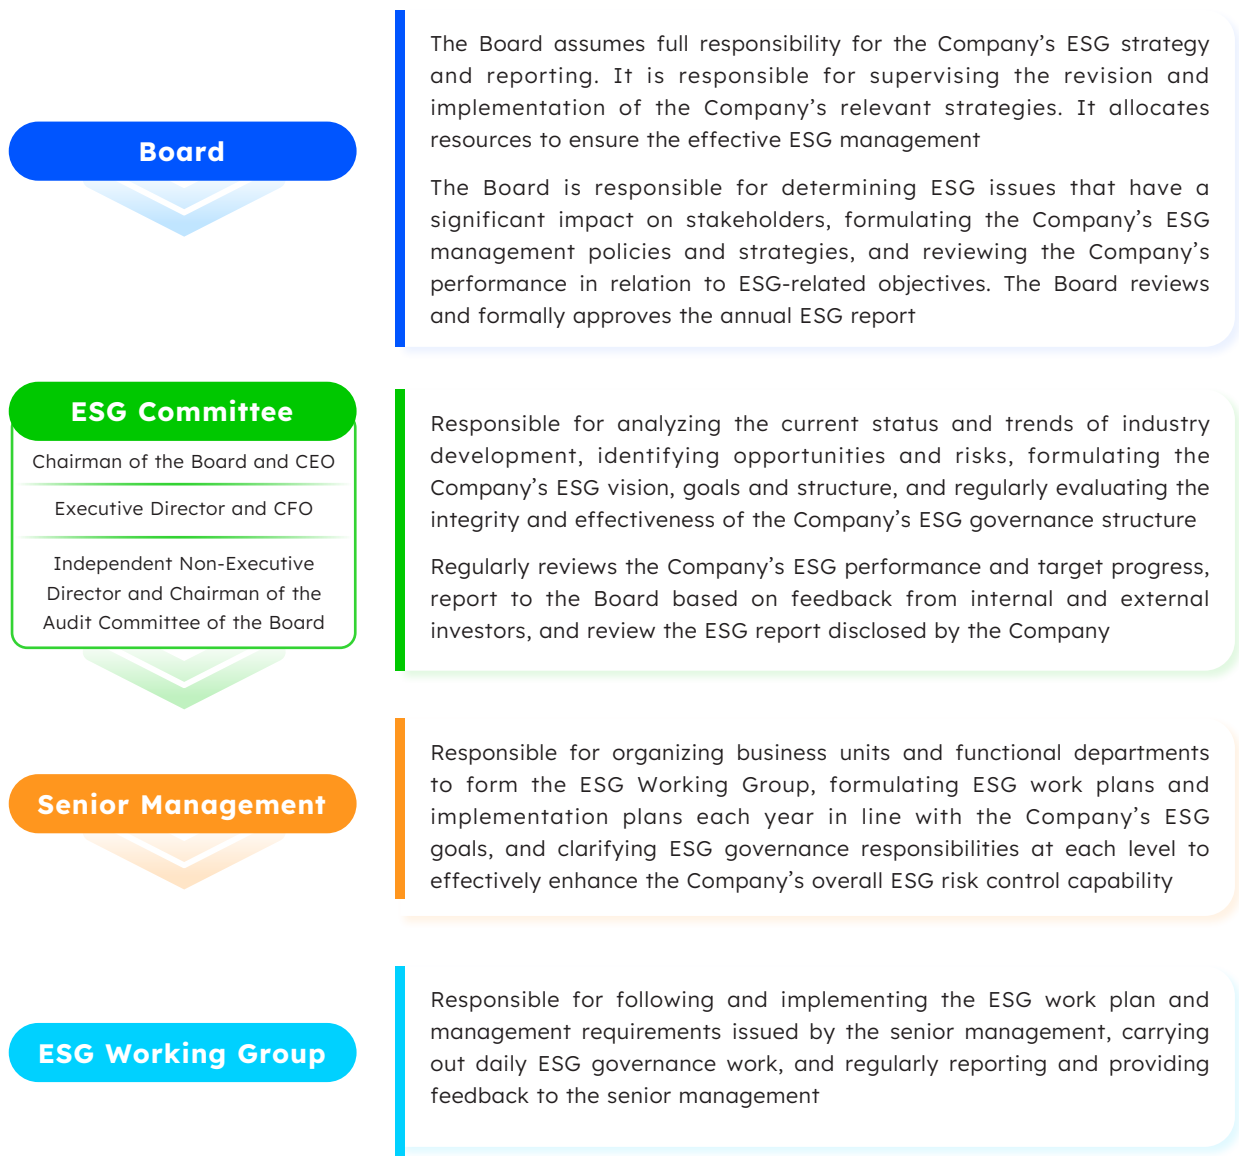 Board
The Board assumes full responsibility for the Company’s ESG strategy
and reporting. It is responsible for supervising the revision and
implementation of the Company’s relevant strategies. It allocates
resources to ensure the effective ESG management
The Board is responsible for determining ESG issues that have a
significant impact on stakeholders, formulating the Company’s ESG
management policies and strategies, and reviewing the Company’s
performance in relation to ESG-related objectives. The Board reviews
and formally approves the annual ESG report
ESG Committee
Chairman of the Board and CEO
Executive Director and CFO
Independent Non-Executive
Director and Chairman of the
Audit Committee of the Board
Responsible for analyzing the current status and trends of industry
development, identifying opportunities and risks, formulating the
Company’s ESG vision, goals and structure, and regularly evaluating the
integrity and effectiveness of the Company’s ESG governance structure
Regularly reviews the Company’s ESG performance and target progress,
report to the Board based on feedback from internal and external
investors, and review the ESG report disclosed by the Company
Senior Management
Responsible for organizing business units and functional departments
to form the ESG Working Group, formulating ESG work plans and
implementation plans each year in line with the Company’s ESG
goals, and clarifying ESG governance responsibilities at each level to
effectively enhance the Company’s overall ESG risk control capability
ESG Working Group
Responsible for following and implementing the ESG work plan and
management requirements issued by the senior management, carrying
out daily ESG governance work, and regularly reporting and providing
feedback to the senior management